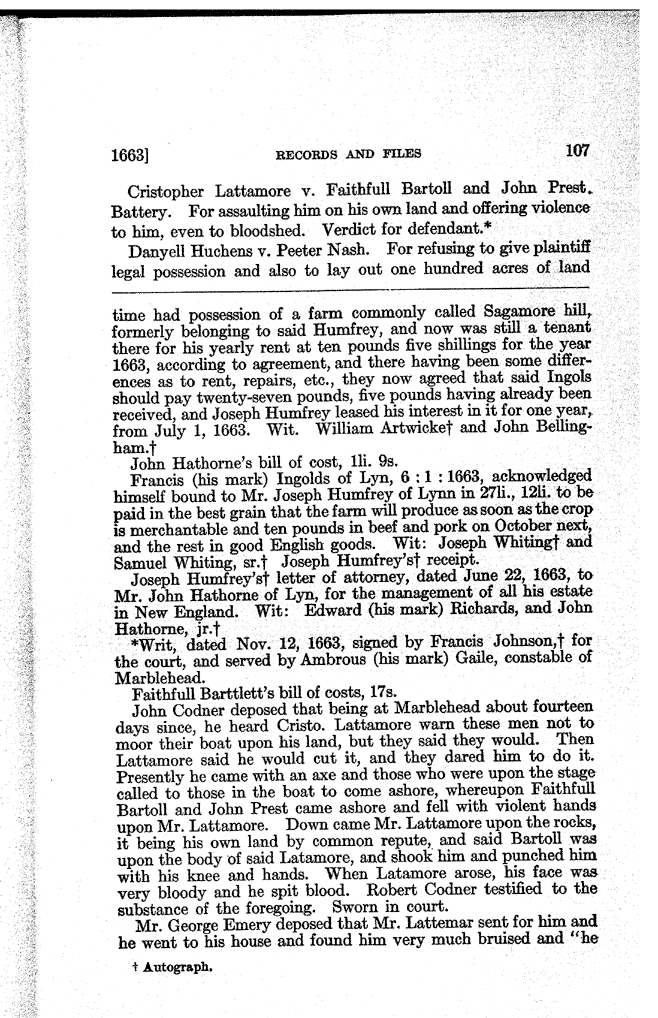 1663] RECORDS AND FILES 107
Cristopher Lattamore v. Faithfull Bartoll and John Prest.
Battery. For assaulting him on his own land and offering violence
to him, even to bloodshed. Verdict for defendant.*
Danyell Huchens v. Peeter Nash. For refusing to give plaintiff
legal possession and also to lay out one hundred acres of land
time had possession of a farm commonly called Sagamore hill,
formerly belonging to said Humfrey, and now was still a tenant
there for his yearly rent at ten pounds five shillings for the year
1663, according to agreement, and there having been some differ-
ences as to rent, repairs, etc., they now agreed that said Ingols
should pay twenty-seven pounds, five pounds having already been
received, and Joseph Humfrey leased his interest in it for one year,
from July 1, 1663. Wit. William Artwicke† and John Belling-
ham.†
John Hathorne's bill of cost, 1li. 9s.
Francis (his mark) Ingolds of Lyn, 6 : 1 : 1663, acknowledged
himself bound to Mr. Joseph Humfrey of Lynn in 27li., 12li. to be
paid in the best grain that the farm will produce as soon as the crop
is merchantable and ten pounds in beef and pork on October next,
and the rest in good English goods. Wit: Joseph Whiting† and
Samuel Whiting, sr.† Joseph Humfrey's† receipt.
Joseph Humfrey's† letter of attorney, dated June 22, 1663, to
Mr. John Hathorne of Lyn, for the management of all his estate
in New England. Wit: Edward (his mark) Richards, and John
Hathorne, jr.†
*Writ, dated Nov. 12, 1663, signed by Francis Johnson,† for
the court, and served by Ambrous (his mark) Gaile, constable of
Marblehead.
Faithfull Barttlett's bill of costs, 17s.
John Codner deposed that being at Marblehead about fourteen
days since, he heard Cristo. Lattamore warn these men not to
moor their boat upon his land, but they said they would. Then
Lattamore said he would cut it, and they dared him to do it.
Presently he came with an axe and those who were upon the stage
called to those in the boat to come ashore, whereupon Faithfull
Bartoll and John Prest came ashore and fell with violent hands
upon Mr. Lattamore. Down came Mr. Lattamore upon the rocks,
it being his own land by common repute, and said Bartoll was
upon the body of said Latamore, and shook him and punched him
with his knee and hands. When Latamore arose, his face was
very bloody and he spit blood. Robert Codner testified to the
substance of the foregoing. Sworn in court.
Mr. George Emery deposed that Mr. Lattemar sent for him and
he went to his house and found him very much bruised and "he
† Autograph.